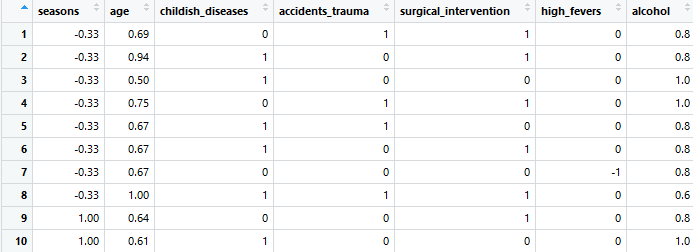 seasons age childish_diseases accidents_trauma surgical_intervention high_fevers alcohol
1 -0.33 0.69 0 1 1 0 0.8
2 -0.33 0.94 1 0 1 0 0.8
3 -0.33 0.50 1 0 0 0 1.0
4 -0.33 0.75 0 1 1 0 1.0
5 -0.33 0.67 1 1 0 0 0.8
6 -0.33 0.67 1 0 1 0 0.8
7 -0.33 0.67 0 0 0 -1 0.8
8 -0.33 1.00 1 1 1 0 0.6
9 1.00 0.64 0 0 1 0 0.8
10 1.00 0.61 1 0 0 0 1.0